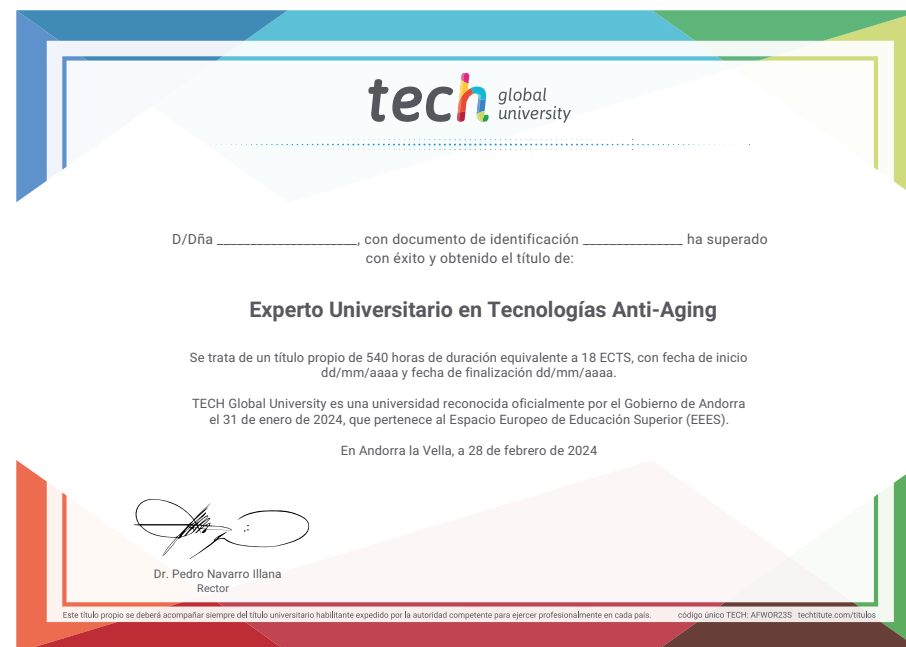 tech global university
D/Dña _____________________, con documento de identificación _______________ ha superado
con éxito y obtenido el título de:
Experto Universitario en Tecnologías Anti-Aging
Se trata de un título propio de 540 horas de duración equivalente a 18 ECTS, con fecha de inicio
dd/mm/aaaa y fecha de finalización dd/mm/aaaa.
TECH Global University es una universidad reconocida oficialmente por el Gobierno de Andorra
el 31 de enero de 2024, que pertenece al Espacio Europeo de Educación Superior (EEES).
En Andorra la Vella, a 28 de febrero de 2024
Dr. Pedro Navarro Illana
Rector
Este título propio se deberá acompañar siempre del título universitario habilitante expedido por la autoridad competente para ejercer profesionalmente en cada país. código único TECH: AFWOR23S techtitute.com/titulos